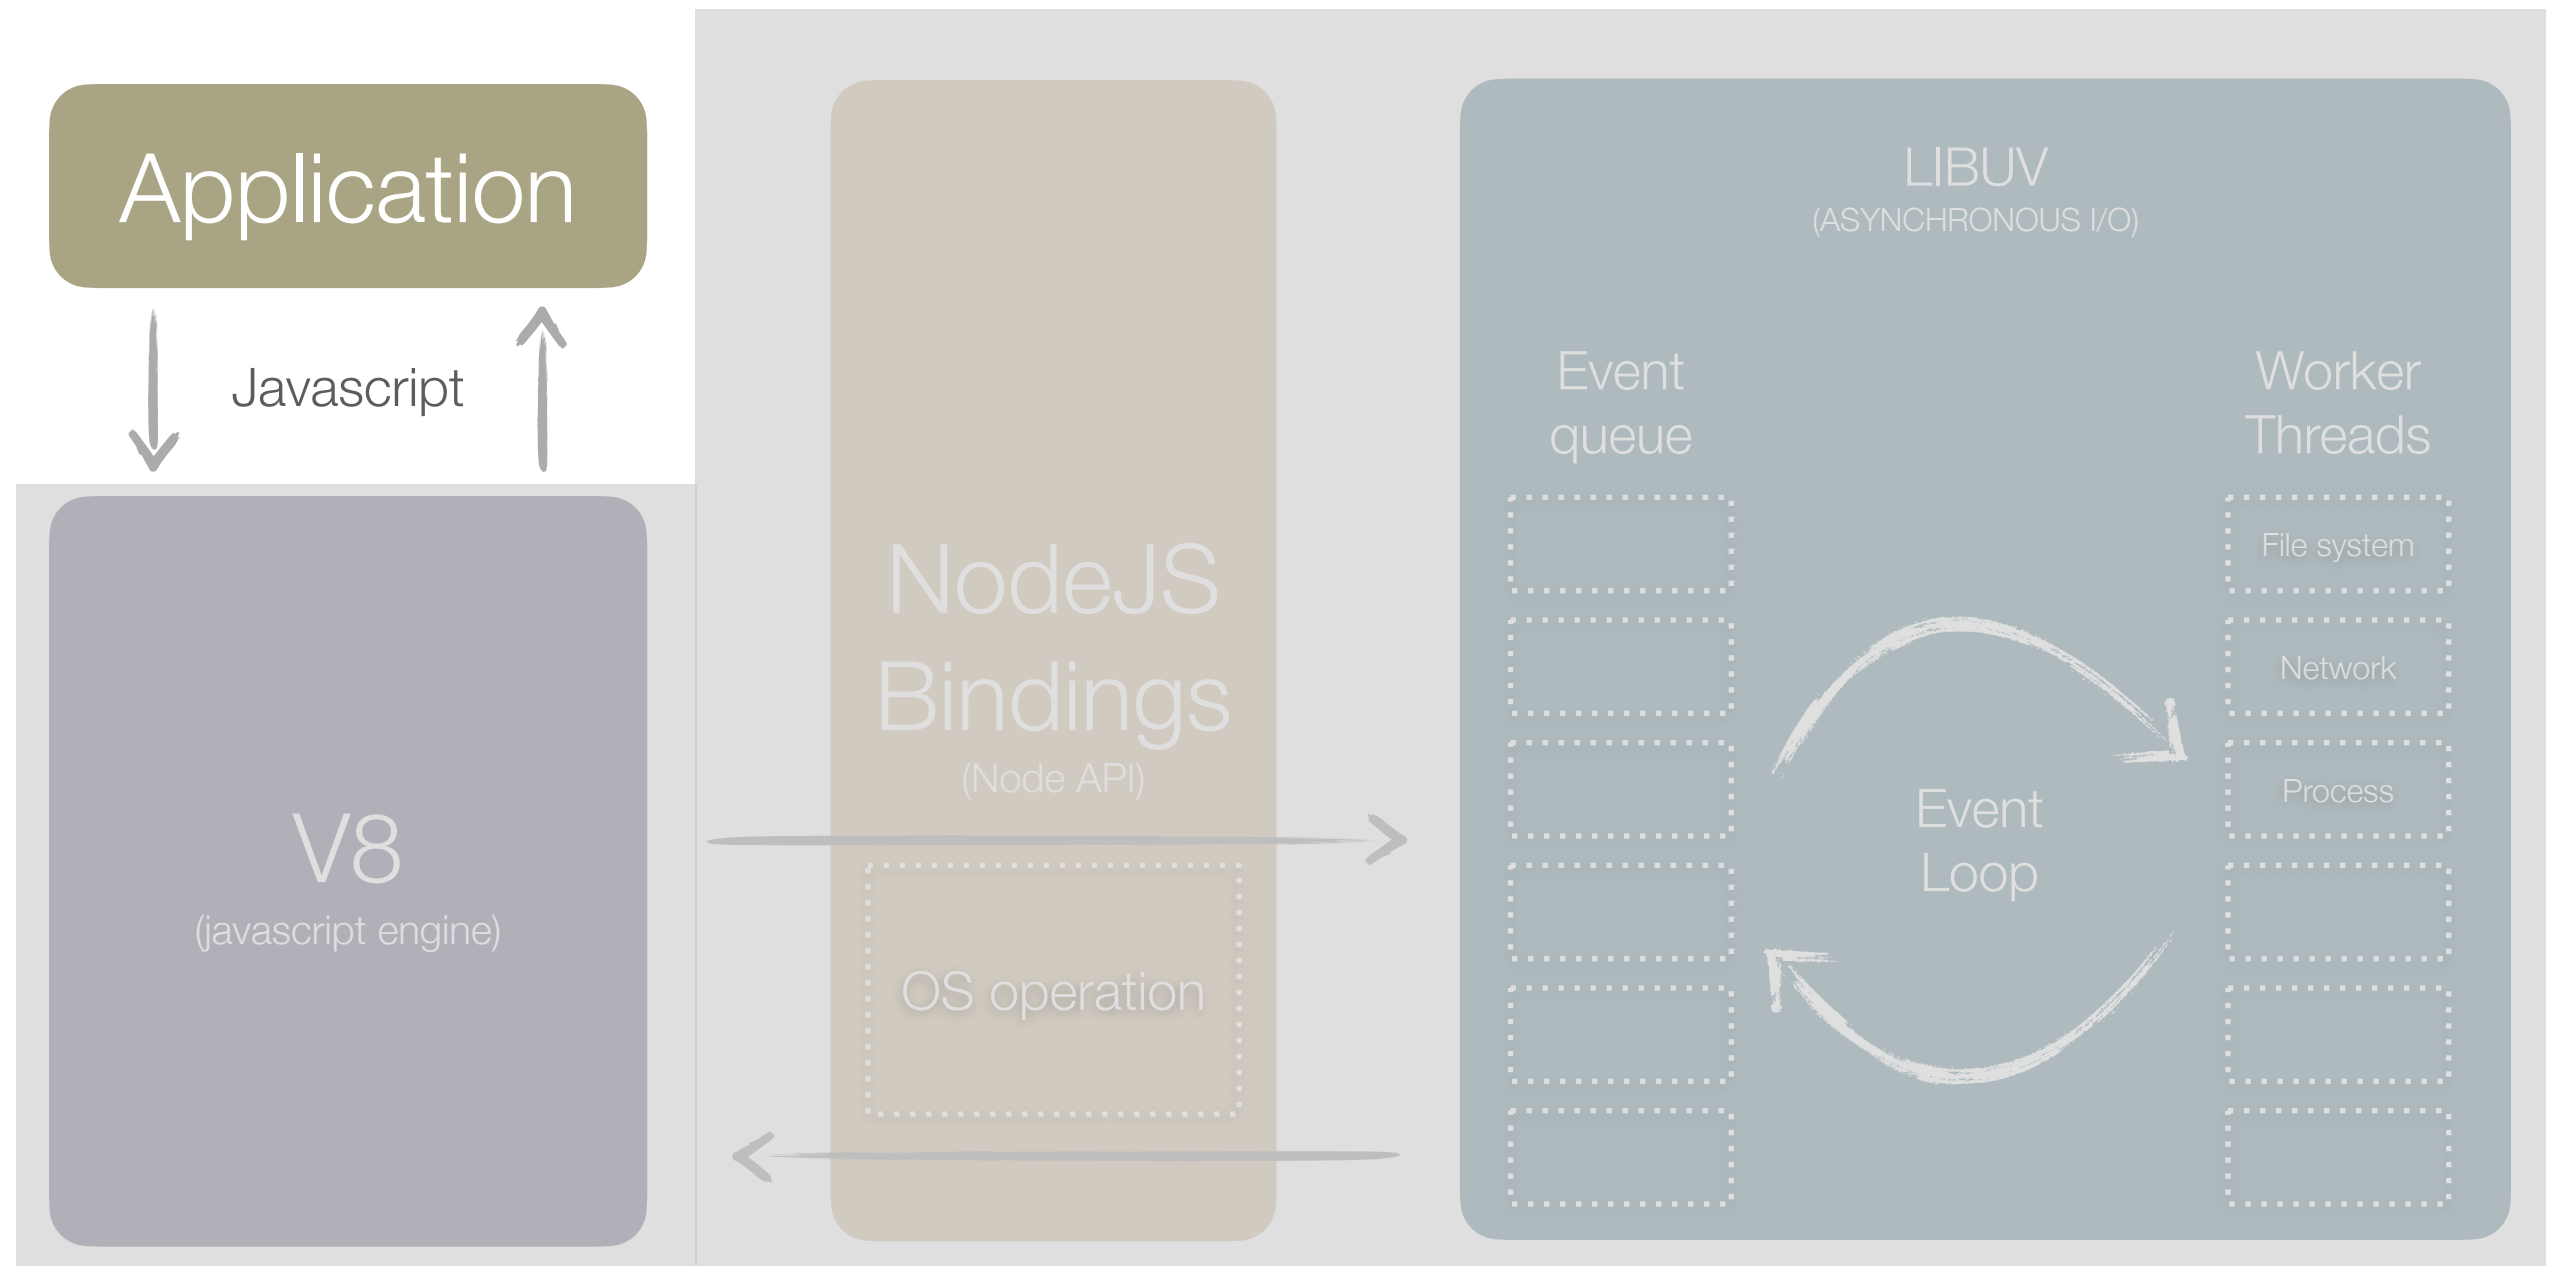 Application
Javascript
V8
(javascript engine)
NodeJS
Bindings
(Node API)
OS operation
LIBUV
(ASYNCHRONOUS I/O)
Event
queue
Event
Loop
Worker
Threads
File system
Network
Process